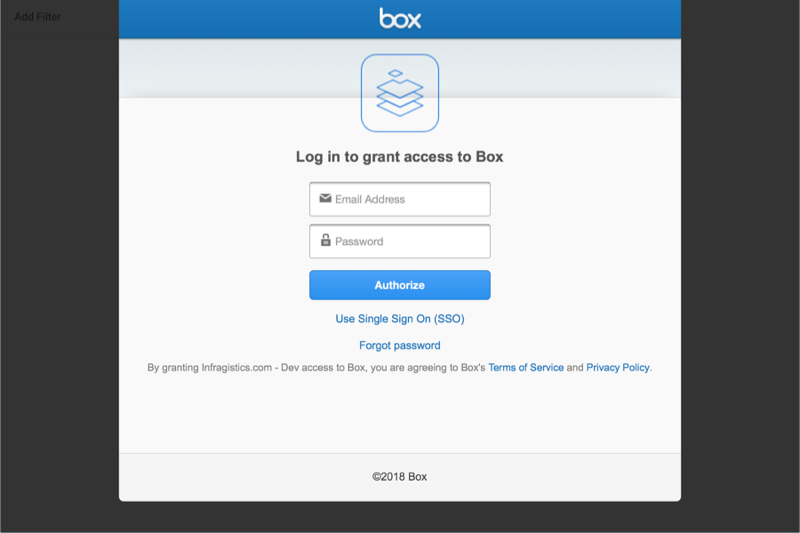 Add Filter
box
Log in to grant access to Box
Email Address
Password
Authorize
Use Single Sign On (SSO)
Forgot password
By granting Infragistics.com - Dev access to Box, you are agreeing to Box's Terms of Service and Privacy Policy.
©2018 Box